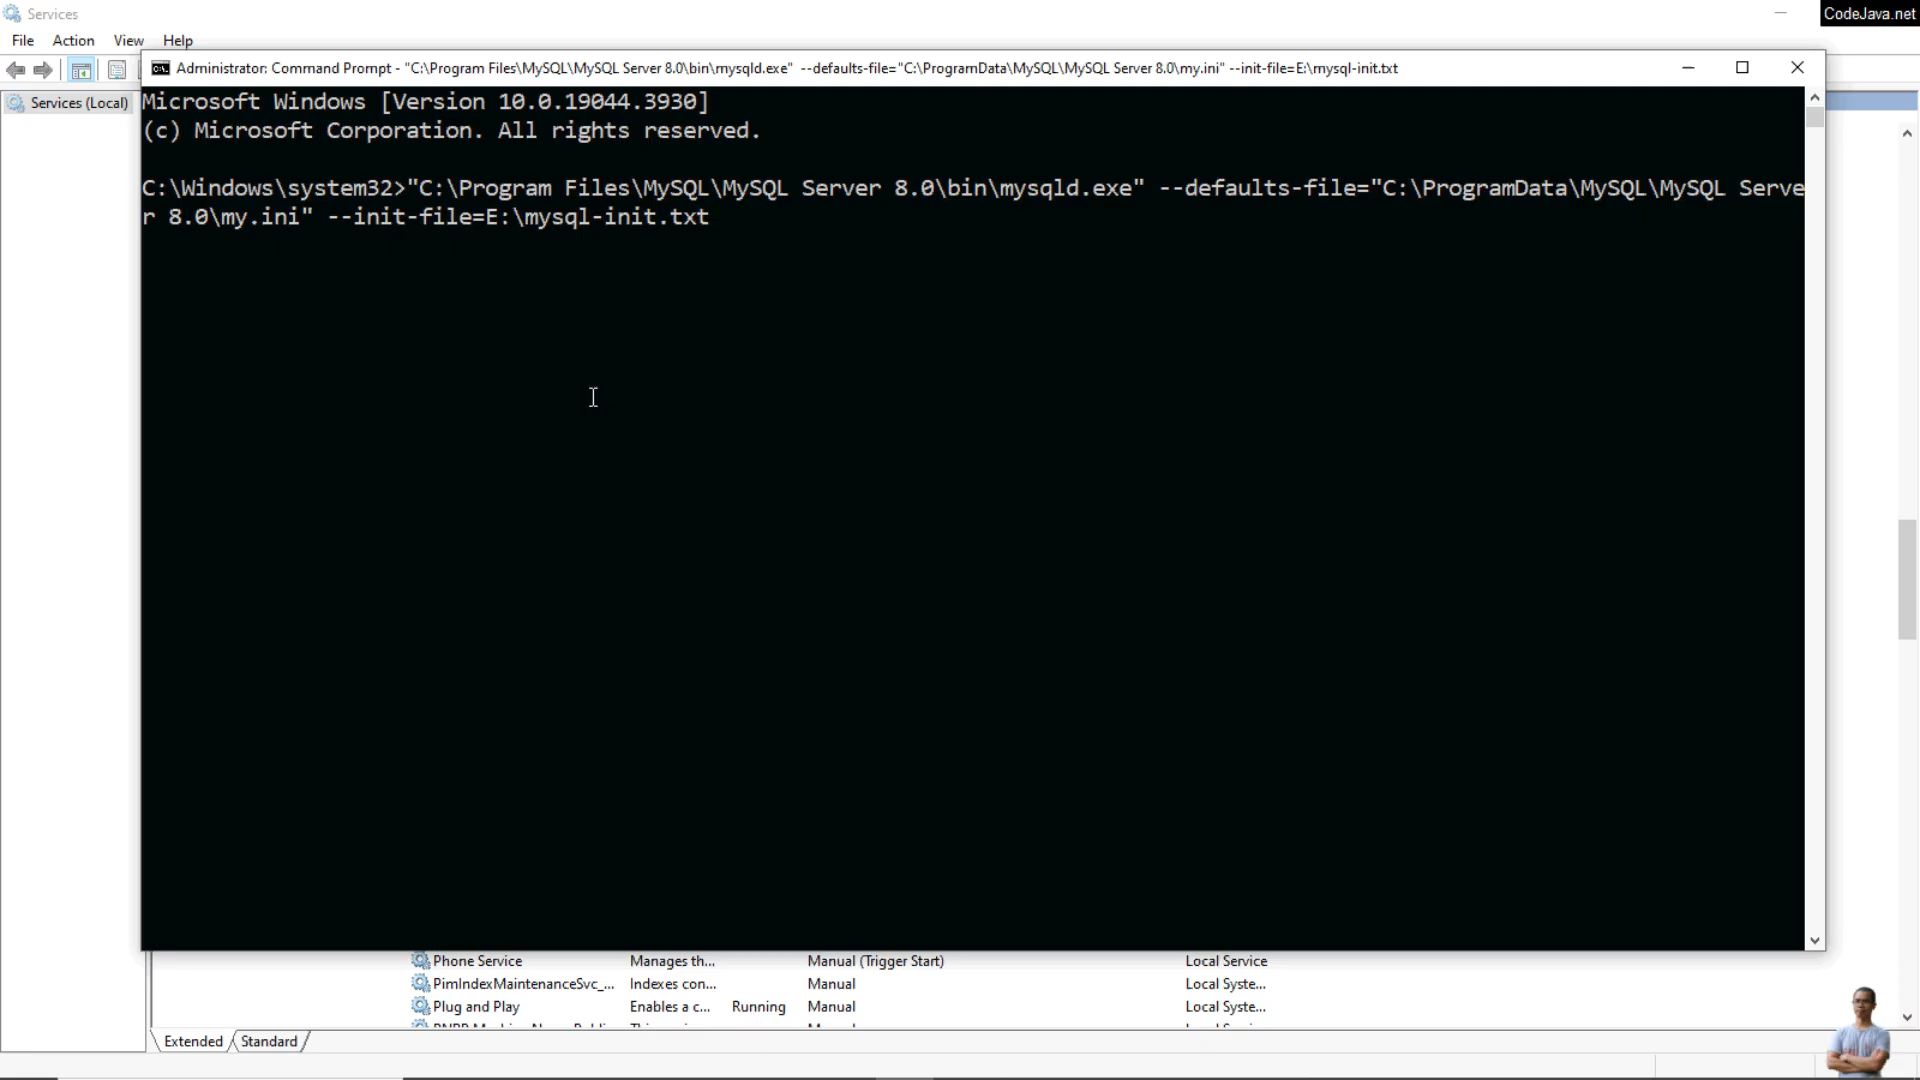 Services
CodeJava.net
File Action View Help
Administrator: Command Prompt - "C:\Program Files\MySQL\MySQL Server 8.0\bin\mysqld.exe" --defaults-file="C:\ProgramData\MySQL\MySQL Server 8.0\my.ini" --init-file=E:\mysql-init.txt
Services (Local)
Microsoft Windows [Version 10.0.19044.3930]
(c) Microsoft Corporation. All rights reserved.
C:\Windows\system32>"C:\Program Files\MySQL\MySQL Server 8.0\bin\mysqld.exe" --defaults-file="C:\ProgramData\MySQL\MySQL Serve
r 8.0\my.ini" --init-file=E:\mysql-init.txt
Phone Service Manages th... Manual (Trigger Start) Local Service
PimIndexMaintenanceSvc_... Indexes con... Manual Local Syste...
Plug and Play Enables a c... Running Manual Local Syste...
Extended Standard